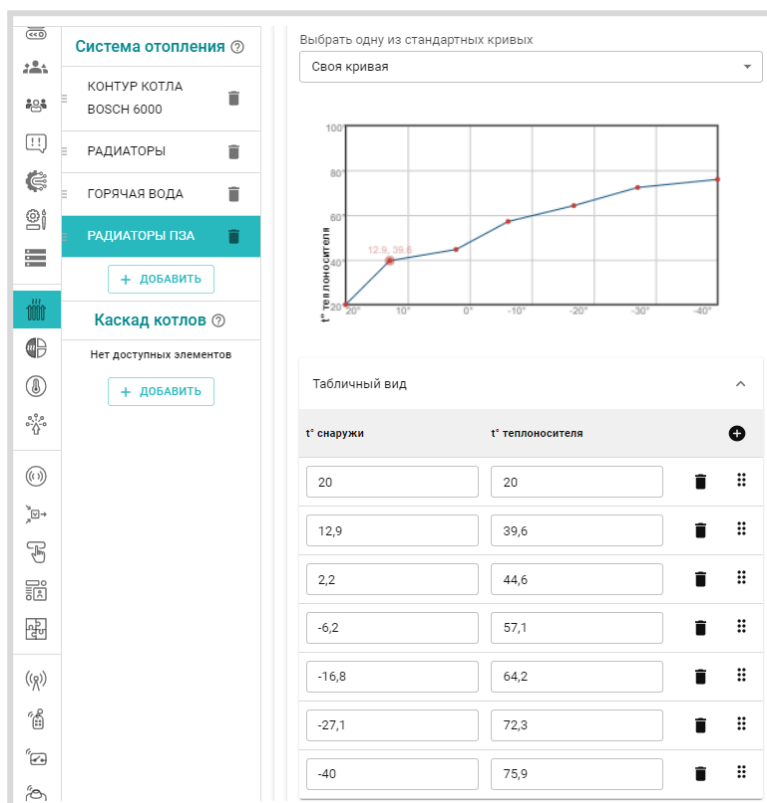 Система отопления
КОНТУР КОТЛА
BOSCH 6000
РАДИАТОРЫ
ГОРЯЧАЯ ВОДА
РАДИАТОРЫ ПЗА
+ ДОБАВИТЬ
Каскад котлов
Нет доступных элементов
+ ДОБАВИТЬ
Выбрать одну из стандартных кривых
Своя кривая
100°
80°
60°
40°
20
20°
10°
0°
-10°
-20°
-30°
-40°
12.9, 39.6
t° теплоносителя
Табличный вид
t° снаружи t° теплоносителя
20 20
12,9 39,6
2,2 44,6
-6,2 57,1
-16,8 64,2
-27,1 72,3
-40 75,9